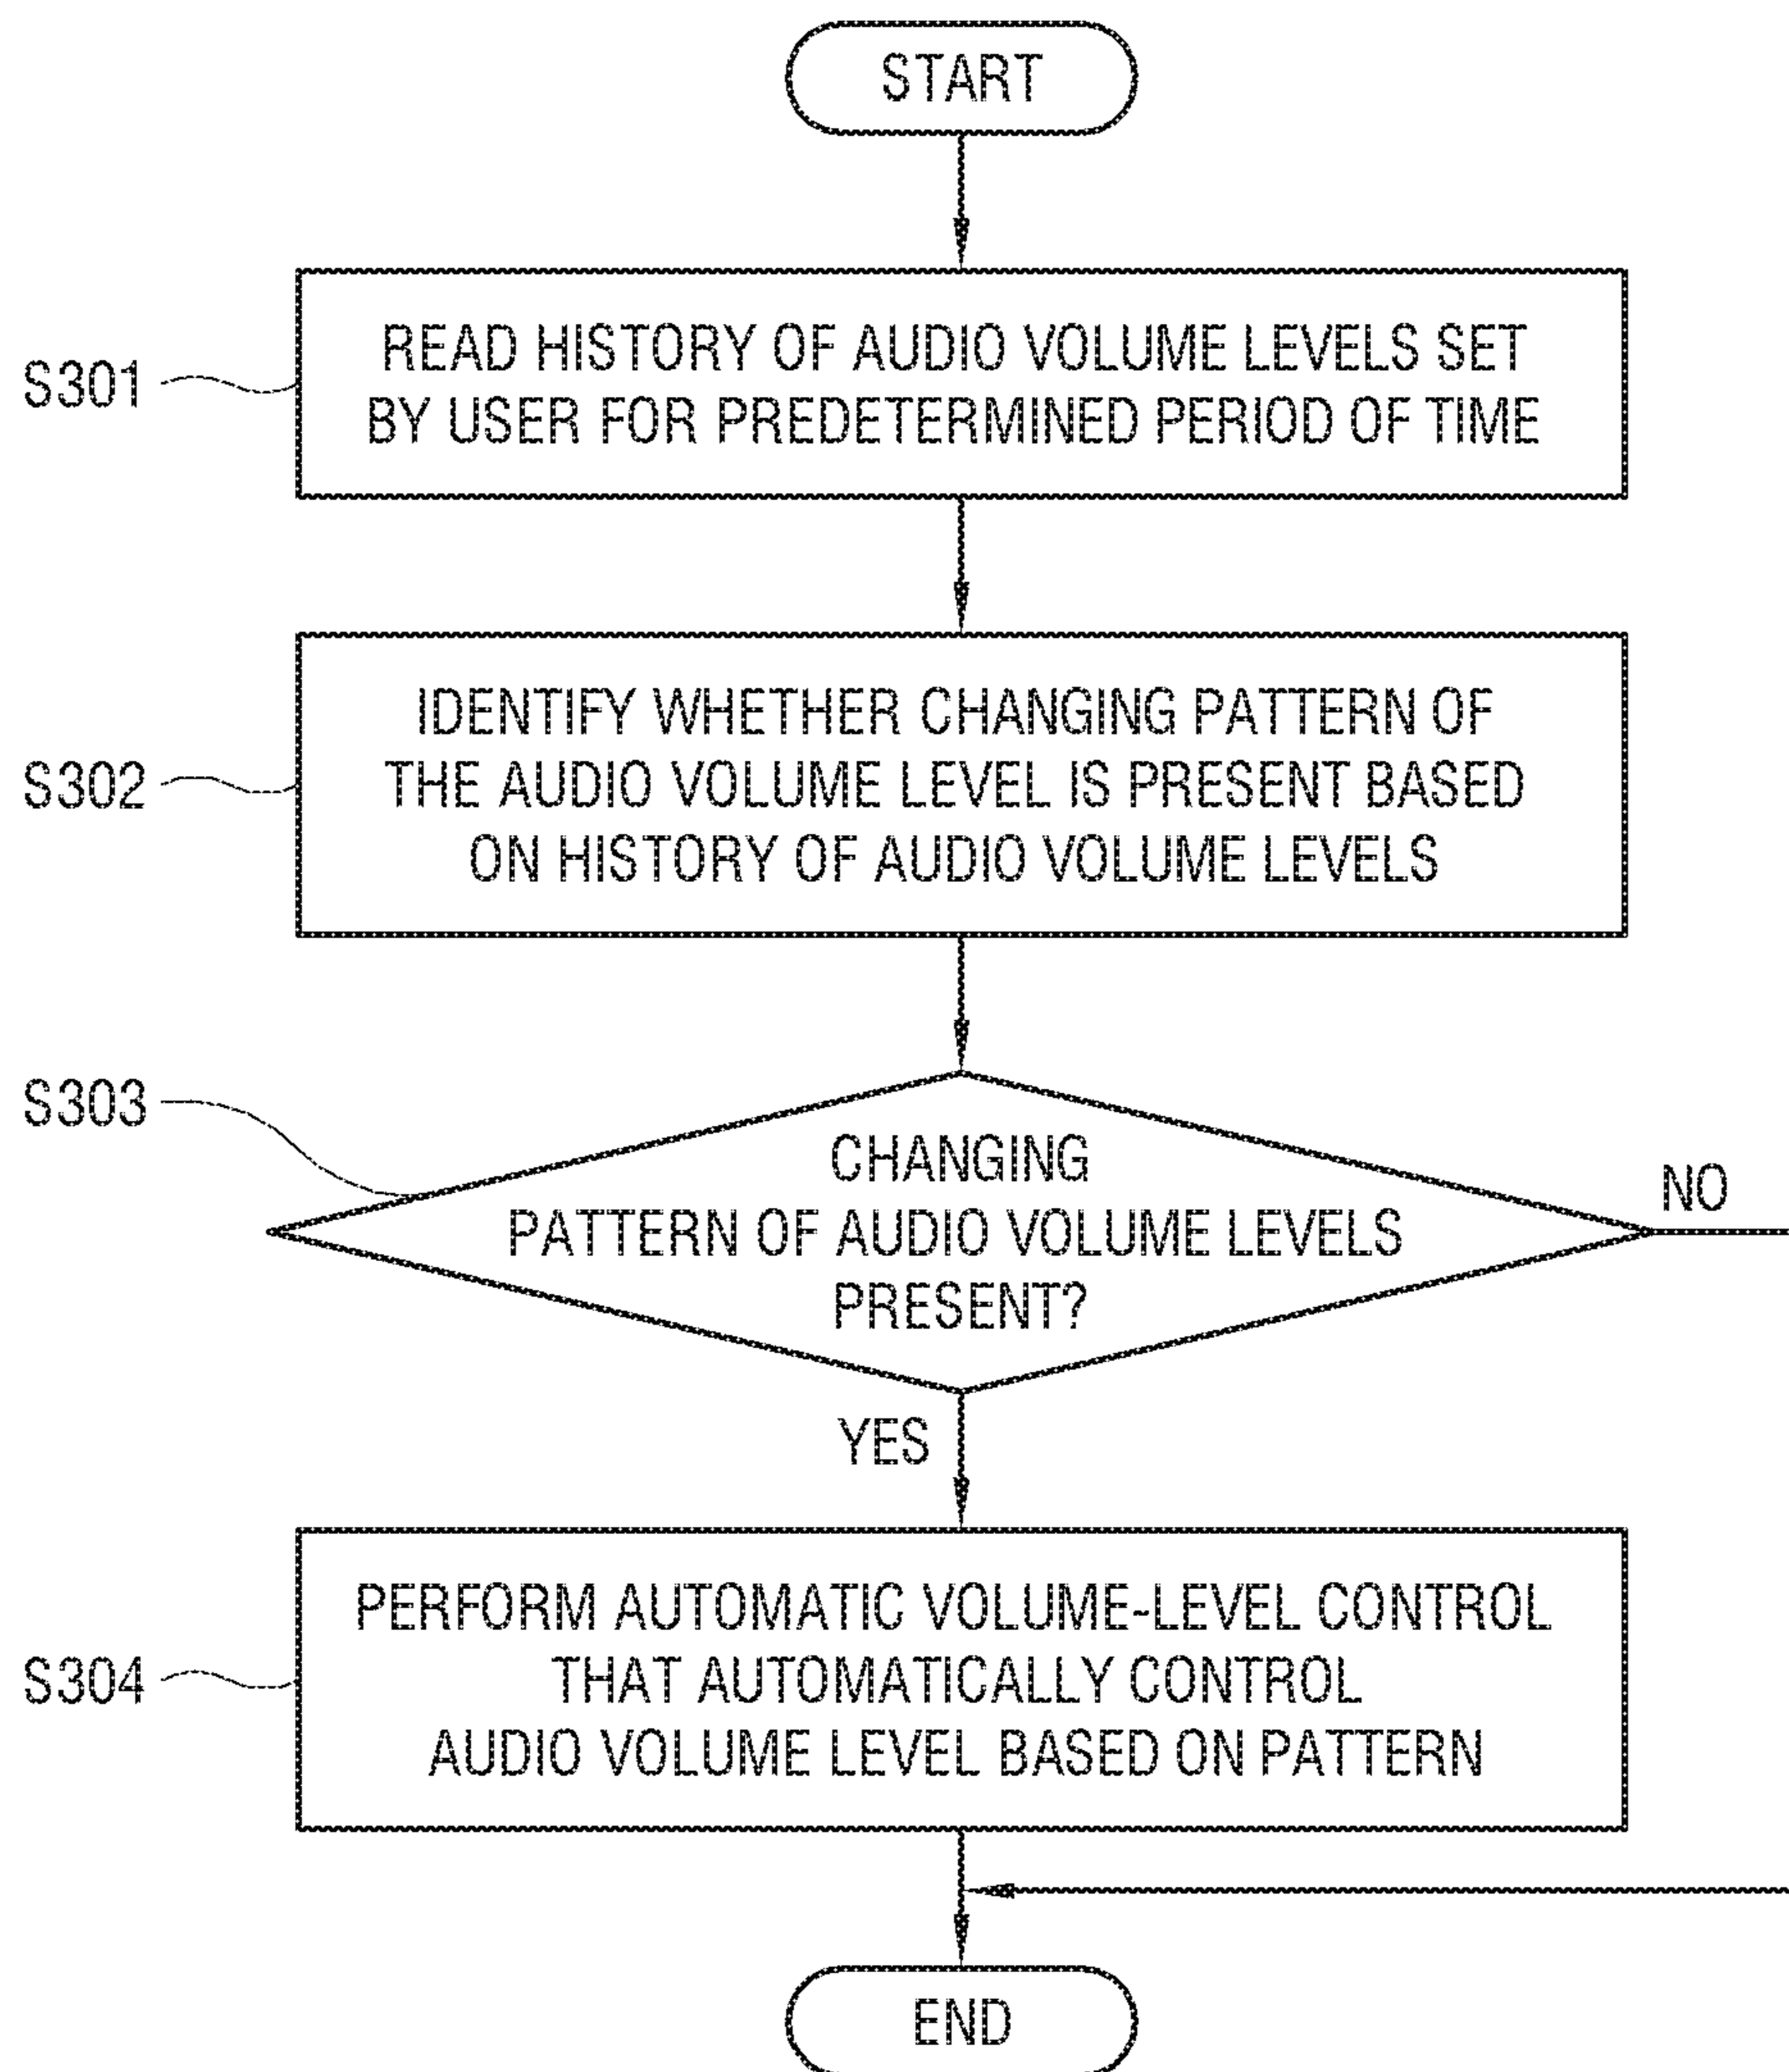 START
S301
READ HISTORY OF AUDIO VOLUME LEVELS SET
BY USER FOR PREDETERMINED PERIOD OF TIME
S302
IDENTIFY WHETHER CHANGING PATTERN OF
THE AUDIO VOLUME LEVEL IS PRESENT BASED
ON HISTORY OF AUDIO VOLUME LEVELS
S303
CHANGING
PATTERN OF AUDIO VOLUME LEVELS
PRESENT?
NO
YES
S304
PERFORM AUTOMATIC VOLUME-LEVEL CONTROL
THAT AUTOMATICALLY CONTROL
AUDIO VOLUME LEVEL BASED ON PATTERN
END